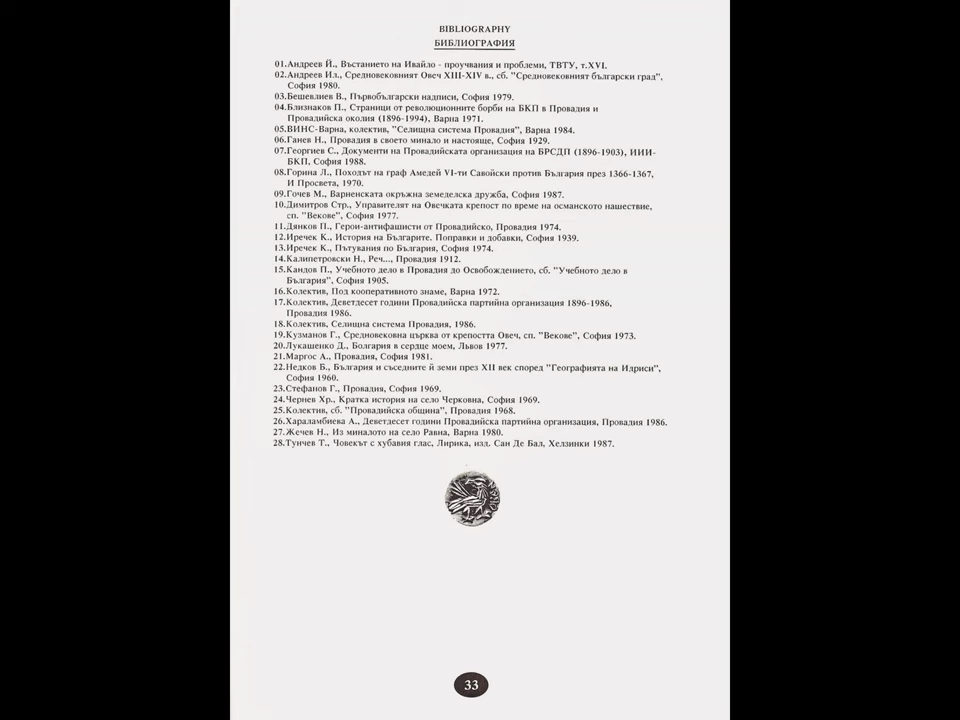 BIBLIOGRAPHY
БИБЛИОГРАФИЯ
01.Андреев Й., Въстанието на Ивайло - проучвания и проблеми, ТВТУ, т.XVI.
02.Андреев Ил., Средновековният Овеч XIII-XIV в., сб. "Средновековният български град",
София 1980.
03.Бешевлиев В., Първобългарски надписи, София 1979.
04.Близнаков П., Страници от революционните борби на БКП в Провадия и
Провадийска околия (1896-1994), Варна 1971.
05.ВИНС-Варна, колектив, "Селищна система Провадия", Варна 1984.
06.Ганев Н., Провадия в своето минало и настояще, София 1929.
07.Георгиев С., Документи на Провадийската организация на БРСДП (1896-1903), ИИИ-
БКП, София 1988.
08.Горина Л., Походът на граф Амедей VI-ти Савойски против България през 1366-1367,
И Просвета, 1970.
09.Гочев М., Варненската окръжна земеделска дружба, София 1987.
10.Димитров Стр., Управителят на Овечката крепост по време на османското нашествие,
сп. "Векове", София 1977.
11.Дянков П., Герои-антифашисти от Провадийско, Провадия 1974.
12.Иречек К., История на Българите. Поправки и добавки, София 1939.
13.Иречек К., Пътувания по България, София 1974.
14.Калипетровски Н., Реч..., Провадия 1912.
15.Кандов П., Учебното дело в Провадия до Освобождението, сб. "Учебното дело в
България", София 1905.
16.Колектив, Под кооперативното знаме, Варна 1972.
17.Колектив, Деветдесет години Провадийска партийна организация 1896-1986,
Провадия 1986.
18.Колектив, Селищна система Провадия, 1986.
19.Кузманов Г., Средновековна църква от крепостта Овеч, сп. "Векове", София 1973.
20.Лукашенко Д., Болгария в сердце моем, Львов 1977.
21.Маргос А., Провадия, София 1981.
22.Недков Б., България и съседните й земи през XII век според "Географията на Идриси",
София 1960.
23.Стефанов Г., Провадия, София 1969.
24.Чернев Хр., Кратка история на село Черковна, София 1969.
25.Колектив, сб. "Провадийска община", Провадия 1968.
26.Хараламбиева А., Деветдесет години Провадийска партийна организация, Провадия 1986.
27.Жечев Н., Из миналото на село Равна, Варна 1980.
28.Тунчев Т., Човекът с хубавия глас, Лирика, изд. Сан Де Бал, Хелзинки 1987.
33